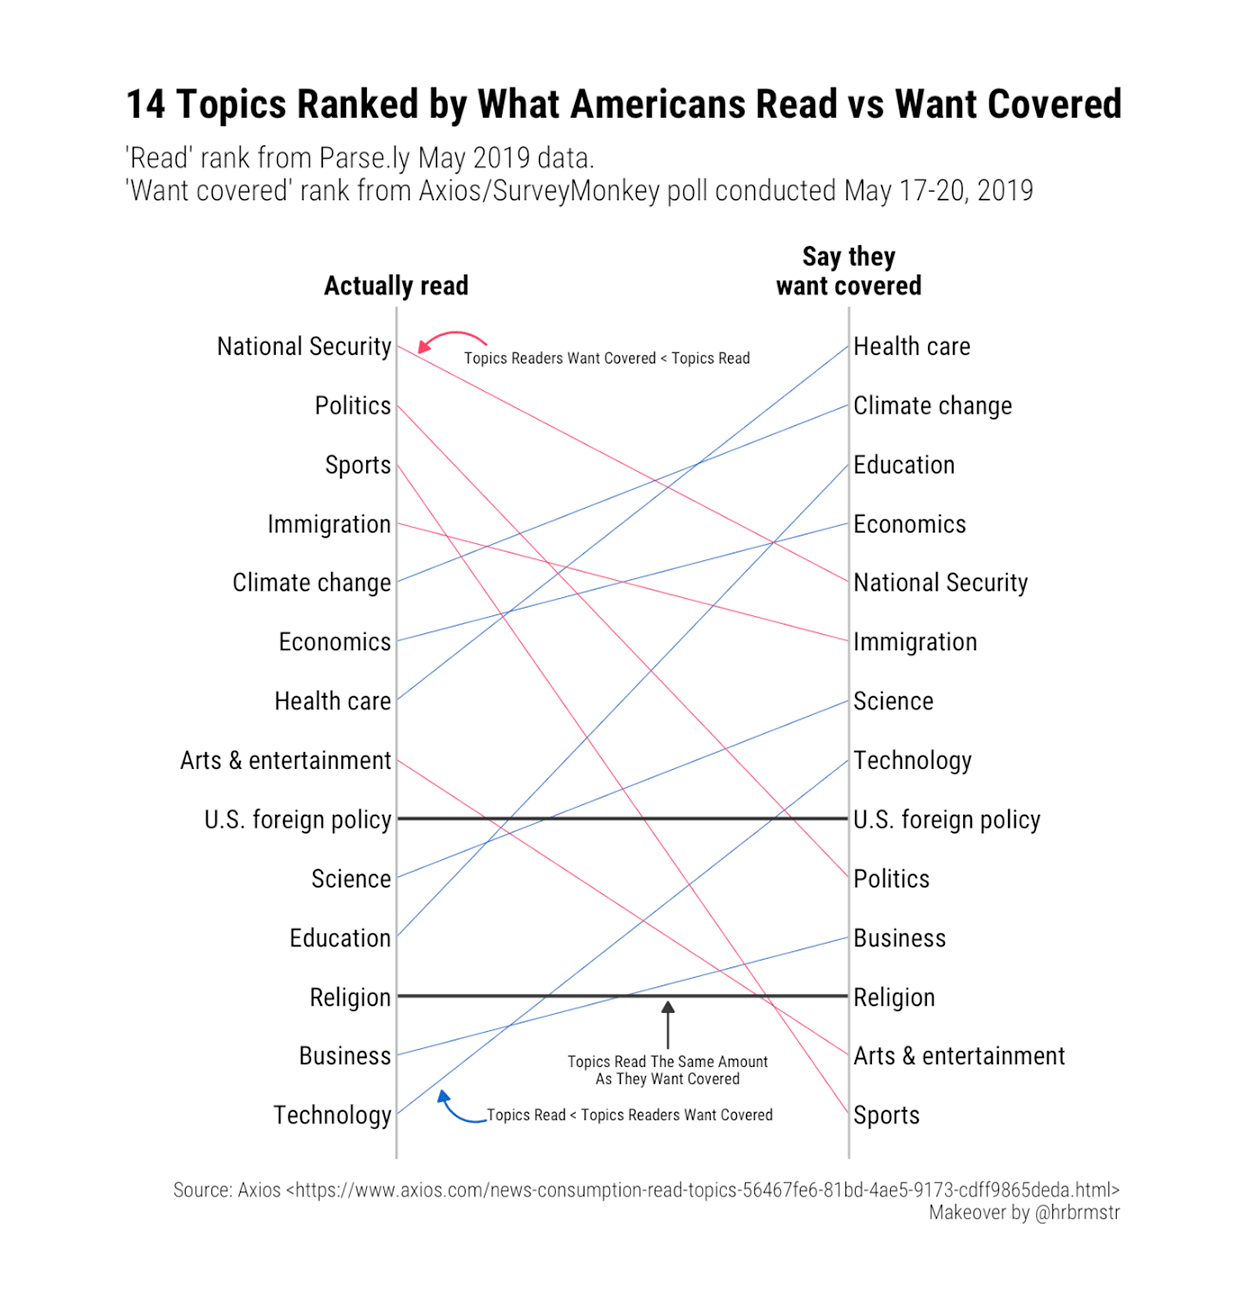 14 Topics Ranked by What Americans Read vs Want Covered
'Read' rank from Parse.ly May 2019 data.
'Want covered' rank from Axios/SurveyMonkey poll conducted May 17-20, 2019
Actually read
Say they
want covered
National Security
Topics Readers Want Covered < Topics Read
Health care
Politics
Climate change
Sports
Education
Immigration
Economics
Climate change
National Security
Economics
Immigration
Health care
Science
Arts & entertainment
Technology
U.S. foreign policy
U.S. foreign policy
Science
Politics
Education
Business
Religion
Religion
Business
Topics Read The Same Amount
As They Want Covered
Arts & entertainment
Technology
Topics Read < Topics Readers Want Covered
Sports
Source: Axios <https://www.axios.com/news-consumption-read-topics-56467fe6-81bd-4ae5-9173-cdff9865deda.html>
Makeover by @hrbrmstr